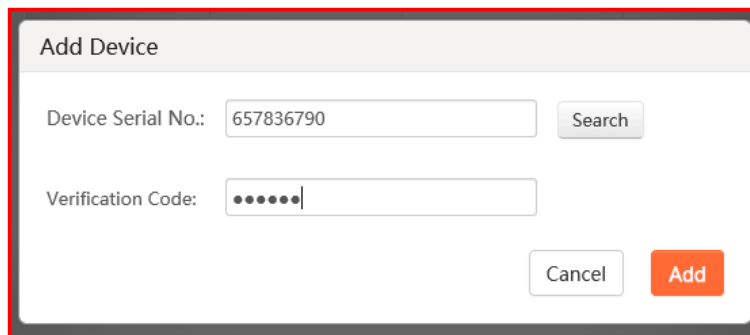 Add Device
Device Serial No.: 657836790 Search
Verification Code: ●●●●●●
Cancel Add